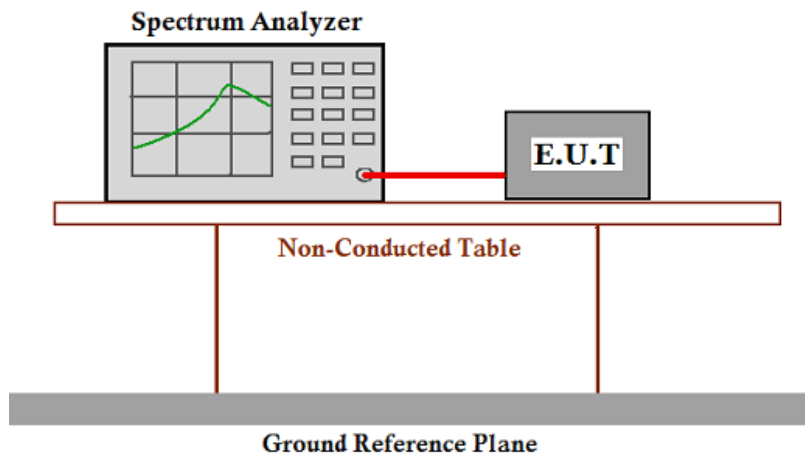 Spectrum Analyzer
E.U.T
Non-Conducted Table
Ground Reference Plane